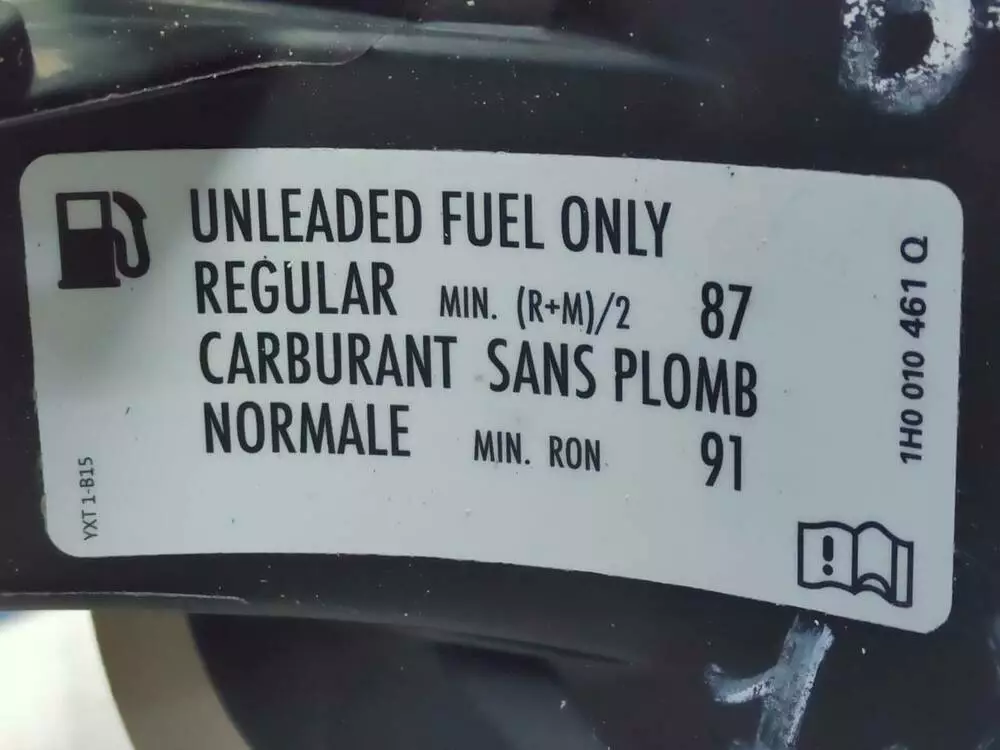 UNLEADED FUEL ONLY
REGULAR MIN. (R+M)/2 87
CARBURANT SANS PLOMB
NORMALE MIN. RON 91
YXT 1-B15
1H0 010 461 Q